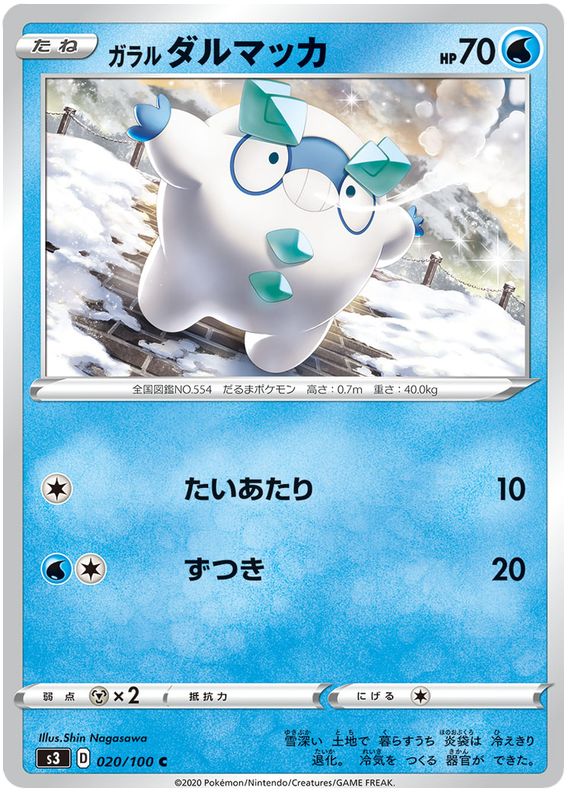 たね ガラル ダルマッカ HP70
全国図鑑NO.554 だるまポケモン 高さ:0.7m 重さ:40.0kg
たいあたり 10
ずつき 20
弱点 ×2 抵抗力 にげる
Illus.Shin Nagasawa
s3 D 020/100 C
雪深い 土地で 暮らすうち 炎袋は 冷えきり
退化。 冷気を つくる 器官が できた。
©2020 Pokémon/Nintendo/Creatures/GAME FREAK.